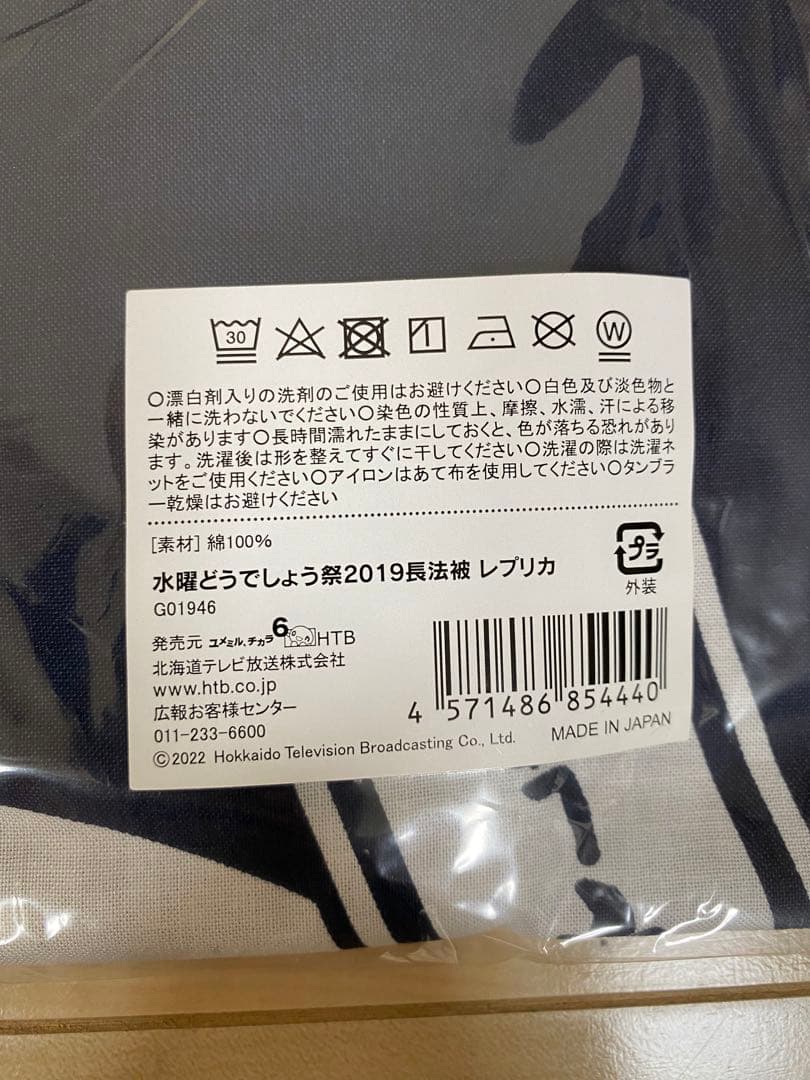 30
W
○漂白剤入りの洗剤のご使用はお避けください○白色及び淡色物と
一緒に洗わないでください○染色の性質上、摩擦、水濡、汗による移
染があります○長時間濡れたままにしておくと、色が落ちる恐れがあり
ます。洗濯後は形を整えてすぐに干してください○洗濯の際は洗濯ネ
ットをご使用ください○アイロンはあて布を使用してください○タンブラ
ー乾燥はお避けください
[素材] 綿100%
プラ
外装
水曜どうでしょう祭2019長法被 レプリカ
G01946
発売元 ユメミル、チカラ 6 HTB
北海道テレビ放送株式会社
www.htb.co.jp
広報お客様センター
011-233-6600
©2022 Hokkaido Television Broadcasting Co., Ltd.
4 571486 854440
MADE IN JAPAN